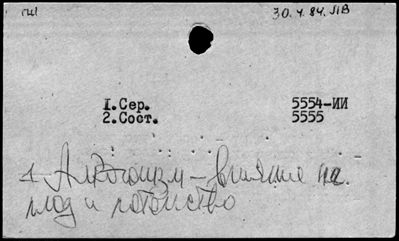 30.4.84. ЛВ
I.Сер. 5554-ИИ
2.Сост. 5555
1 Алкоголизм – влияние на
плод и потомство